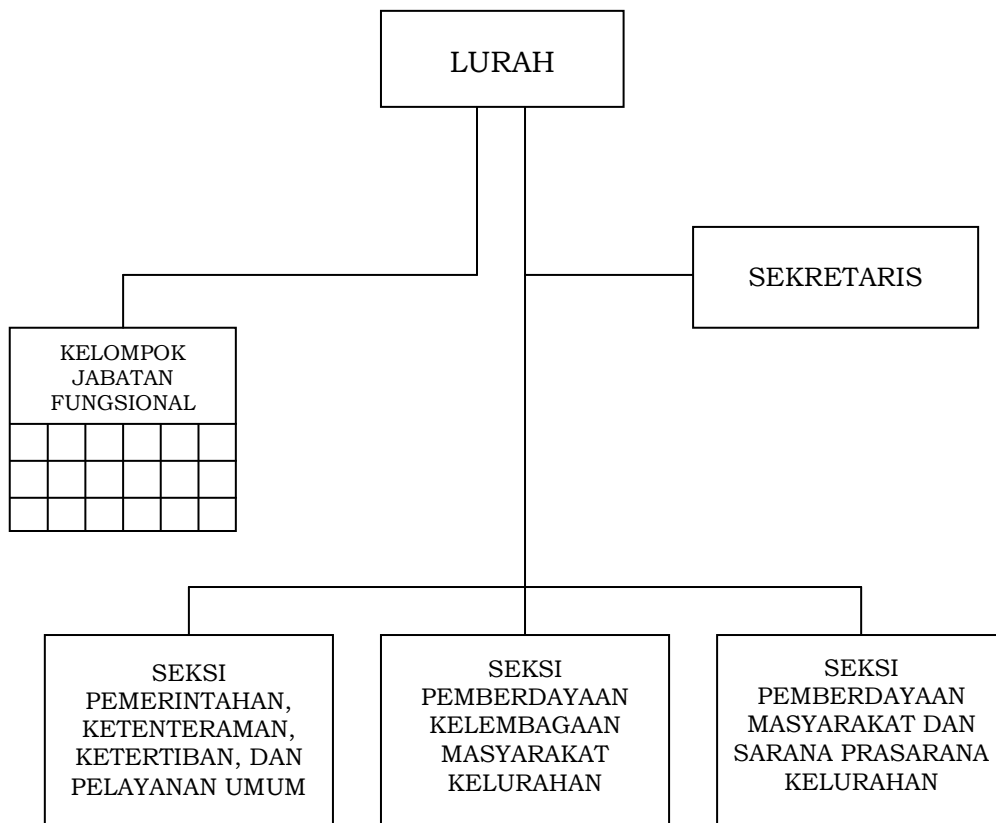 LURAH
SEKRETARIS
KELOMPOK
JABATAN
FUNGSIONAL
SEKSI
PEMERINTAHAN,
KETENTERAMAN,
KETERTIBAN, DAN
PELAYANAN UMUM
SEKSI
PEMBERDAYAAN
KELEMBAGAAN
MASYARAKAT
KELURAHAN
SEKSI
PEMBERDAYAAN
MASYARAKAT DAN
SARANA PRASARANA
KELURAHAN